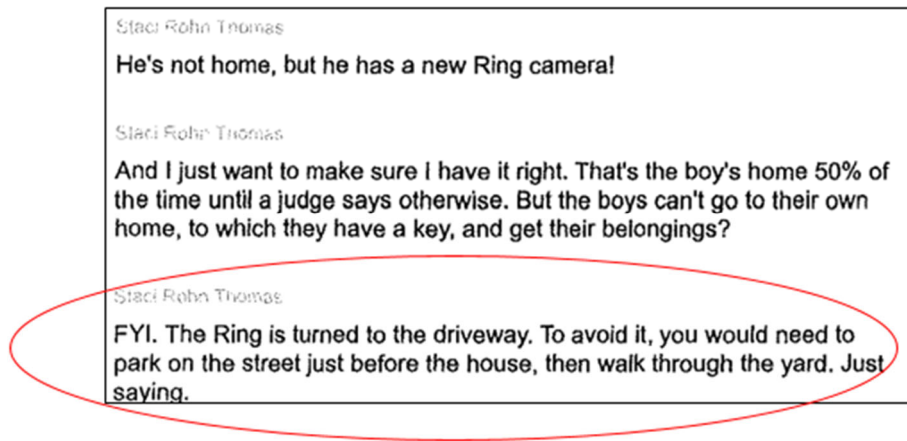 Staci Rohn Thomas
He's not home, but he has a new Ring camera!
Staci Rohn Thomas
And I just want to make sure I have it right. That's the boy's home 50% of
the time until a judge says otherwise. But the boys can't go to their own
home, to which they have a key, and get their belongings?
Staci Rohn Thomas
FYI. The Ring is turned to the driveway. To avoid it, you would need to
park on the street just before the house, then walk through the yard. Just
saying.